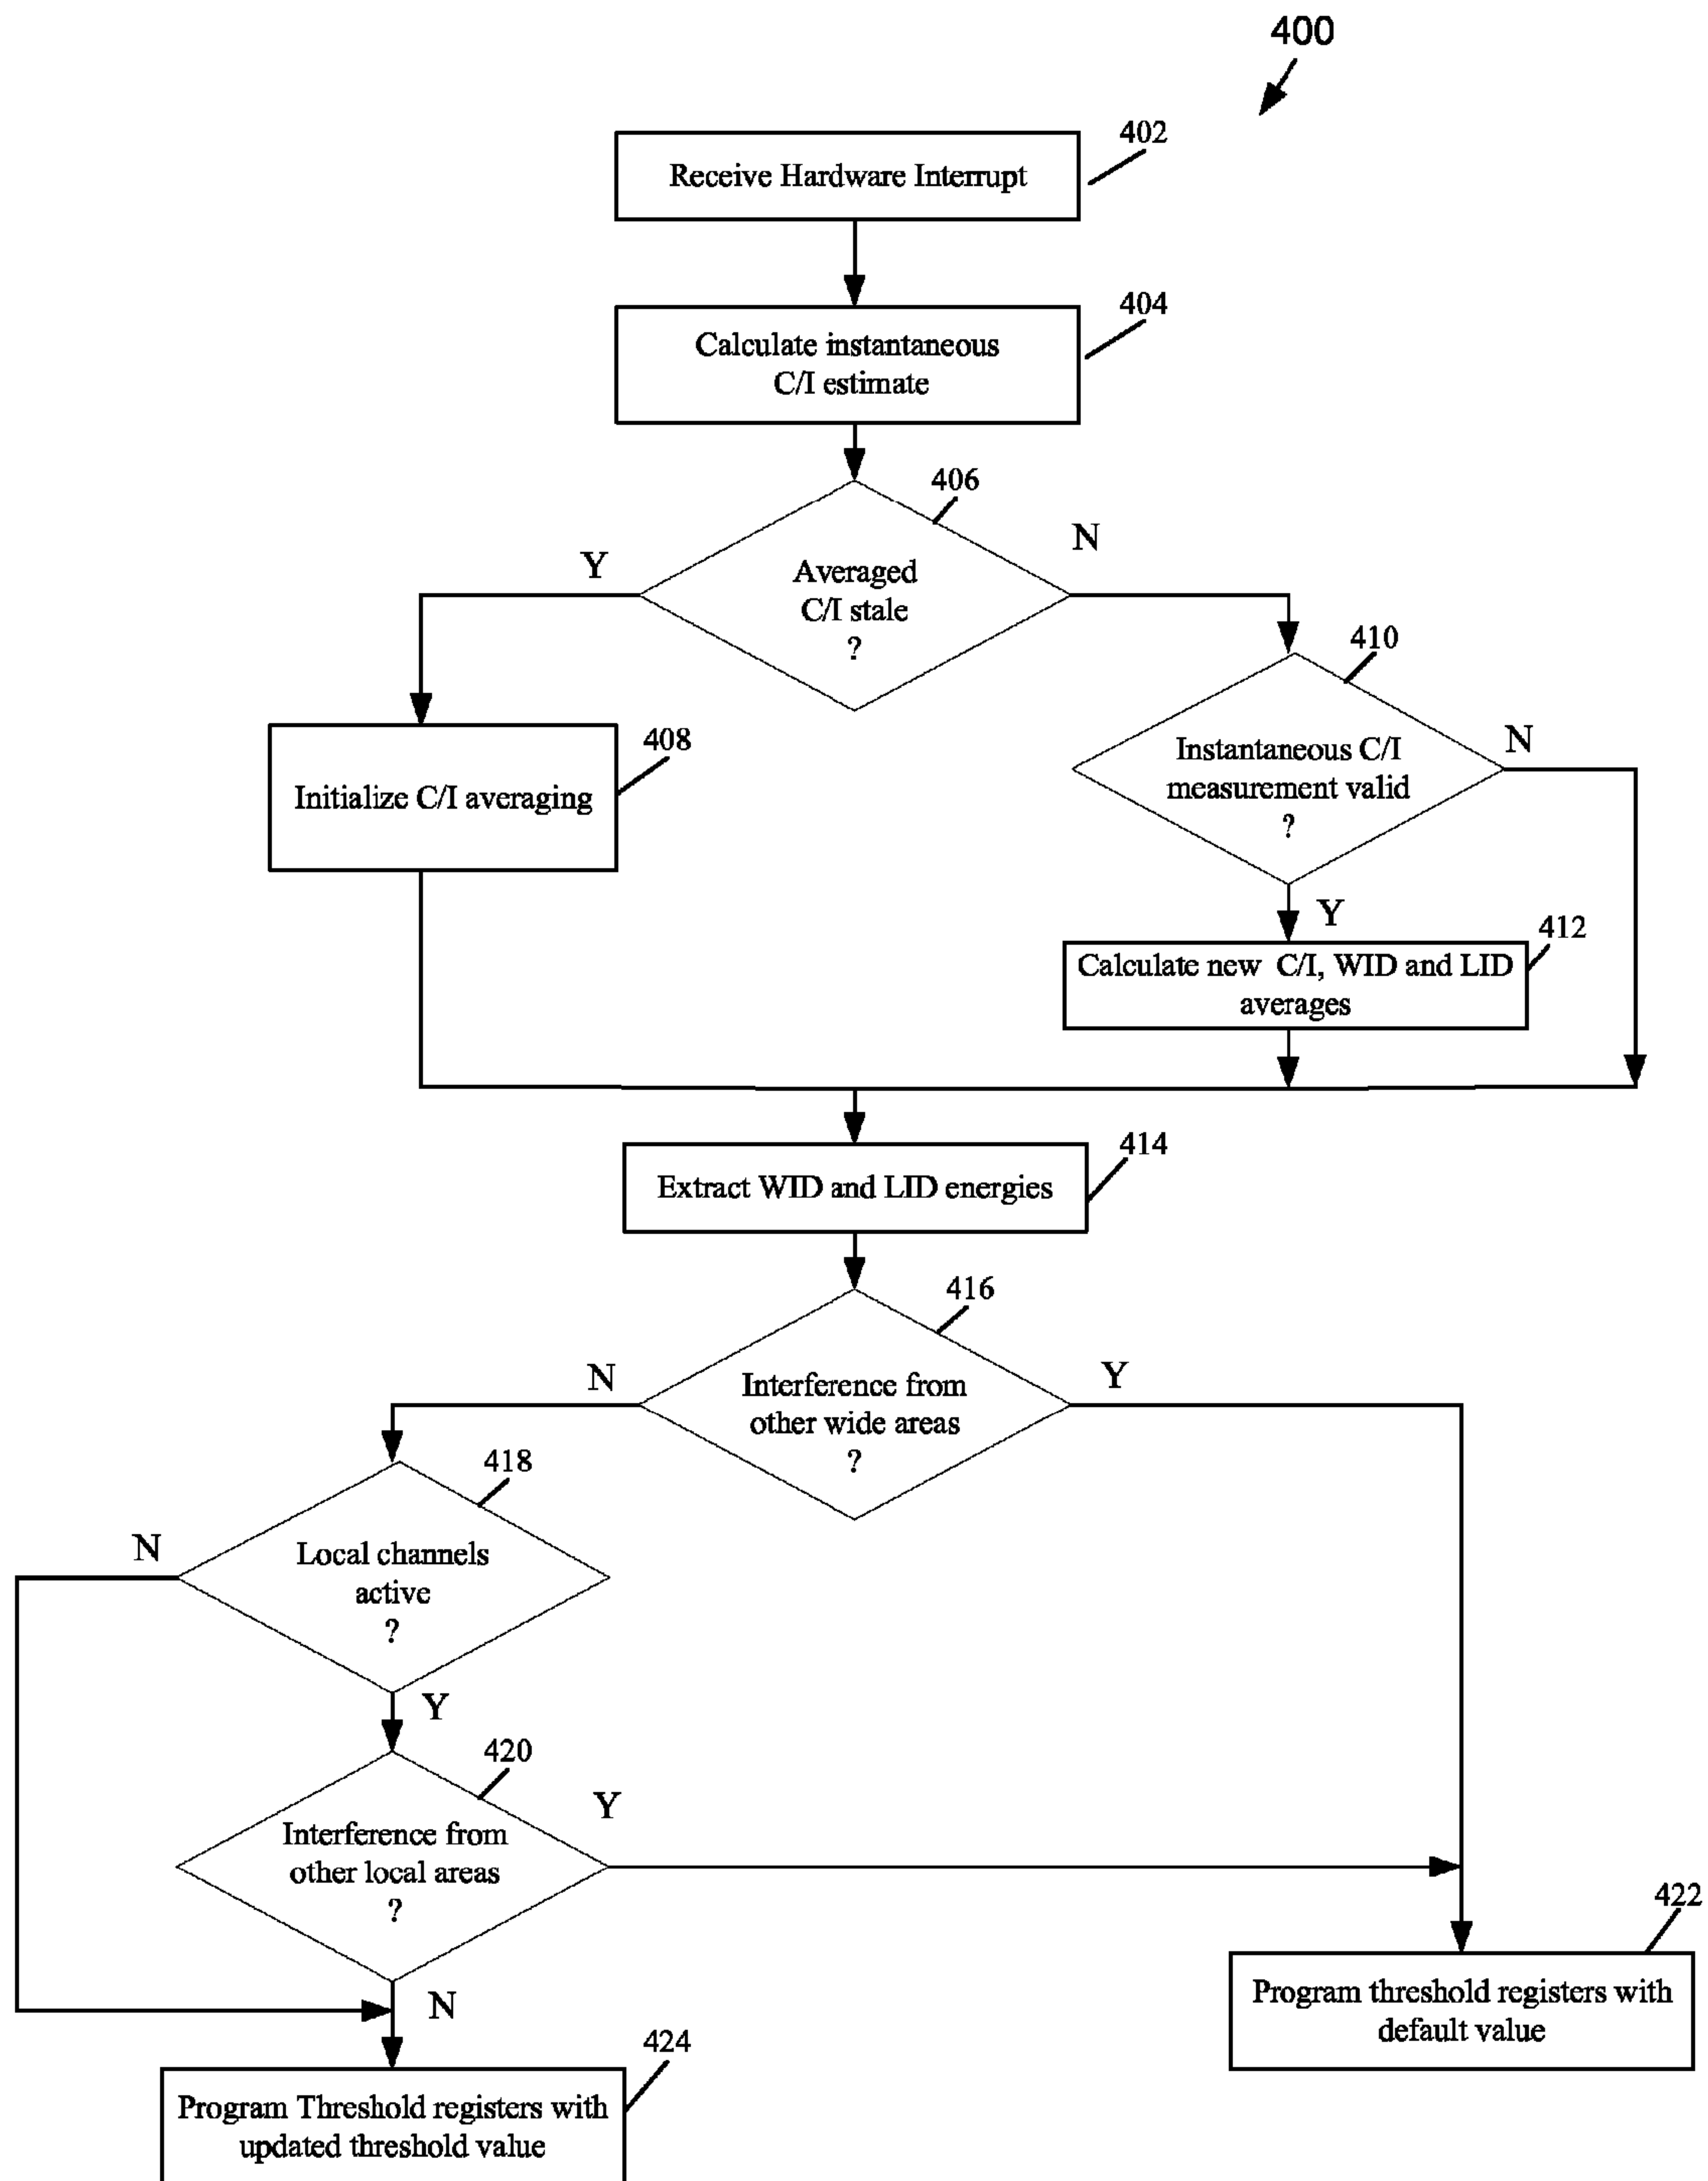 400
402
Receive Hardware Interrupt
404
Calculate instantaneous
C/I estimate
406
Y
N
Averaged
C/I stale
?
410
408
Initialize C/I averaging
N
Instantaneous C/I
measurement valid
?
Y
412
Calculate new C/I, WID and LID
averages
414
Extract WID and LID energies
416
N
Y
Interference from
other wide areas
?
418
N
Local channels
active
?
Y
420
Y
Interference from
other local areas
?
422
N
Program threshold registers with
default value
424
Program Threshold registers with
updated threshold value